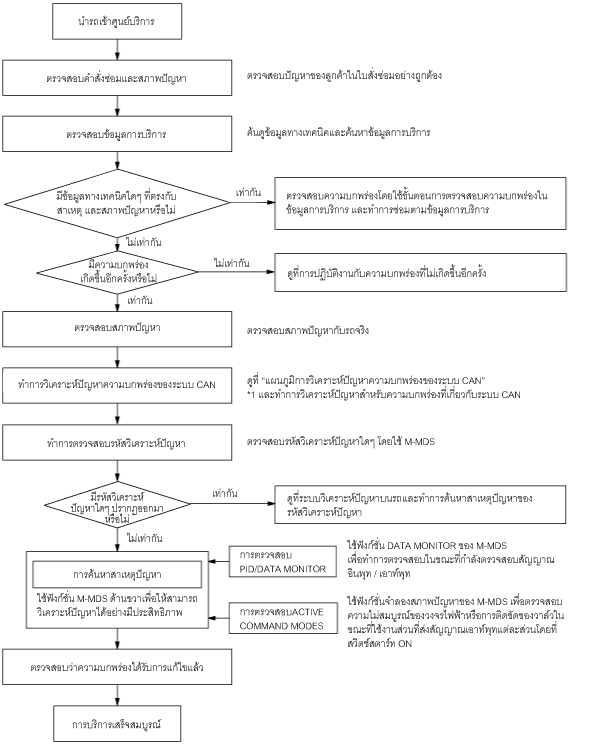 นำรถเข้าศูนย์บริการ
ตรวจสอบคำสั่งซ่อมและสภาพปัญหา
ตรวจสอบปัญหาของลูกค้าในใบสั่งซ่อมอย่างถูกต้อง
ตรวจสอบข้อมูลการบริการ
ค้นดูข้อมูลทางเทคนิคและค้นหาข้อมูลการบริการ
มีข้อมูลทางเทคนิคใดๆ ที่ตรงกับ
สาเหตุ และสภาพปัญหาหรือไม่
เท่ากัน
ตรวจสอบความบกพร่องโดยใช้ขั้นตอนการตรวจสอบความบกพร่องใน
ข้อมูลการบริการ และทำการซ่อมตามข้อมูลการบริการ
ไม่เท่ากัน
มีความบกพร่อง
เกิดขึ้นอีกครั้งหรือไม่
ไม่เท่ากัน
ดูที่การปฏิบัติงานกับความบกพร่องที่ไม่เกิดขึ้นอีกครั้ง
เท่ากัน
ตรวจสอบสภาพปัญหา
ตรวจสอบสภาพปัญหากับรถจริง
ทำการวิเคราะห์ปัญหาความบกพร่องของระบบ CAN
ดูที่ "แผนภูมิการวิเคราะห์ปัญหาความบกพร่องของระบบ CAN"
*1 และทำการวิเคราะห์ปัญหาสำหรับความบกพร่องที่เกี่ยวกับระบบ CAN
ทำการตรวจสอบรหัสวิเคราะห์ปัญหา
ตรวจสอบรหัสวิเคราะห์ปัญหาใดๆ โดยใช้ M-MDS
มีรหัสวิเคราะห์
ปัญหาใดๆ ปรากฏออกมา
หรือไม่
เท่ากัน
ดูที่ระบบวิเคราะห์ปัญหาบนรถและทำการค้นหาสาเหตุปัญหาของ
รหัสวิเคราะห์ปัญหา
ไม่เท่ากัน
การค้นหาสาเหตุปัญหา
ใช้ฟังก์ชั่น M-MDS ด้านขวาเพื่อให้สามารถ
วิเคราะห์ปัญหาได้อย่างมีประสิทธิภาพ
การตรวจสอบ
PID/DATA MONITOR
ใช้ฟังก์ชั่น DATA MONITOR ของ M-MDS
เพื่อทำการตรวจสอบในขณะที่กำลังตรวจสอบสัญญาณ
อินพุท / เอาท์พุท
การตรวจสอบACTIVE
COMMAND MODES
ใช้ฟังก์ชั่นจำลองสภาพปัญหาของ M-MDS เพื่อตรวจสอบ
ความไม่สมบูรณ์ของวงจรไฟฟ้าหรือการติดขัดของวาล์วใน
ขณะที่ใช้งานส่วนที่ส่งสัญญาณเอาท์พุทแต่ละส่วนโดยที่
สวิตช์สตาร์ท ON
ตรวจสอบว่าความบกพร่องได้รับการแก้ไขแล้ว
การบริการเสร็จสมบูรณ์